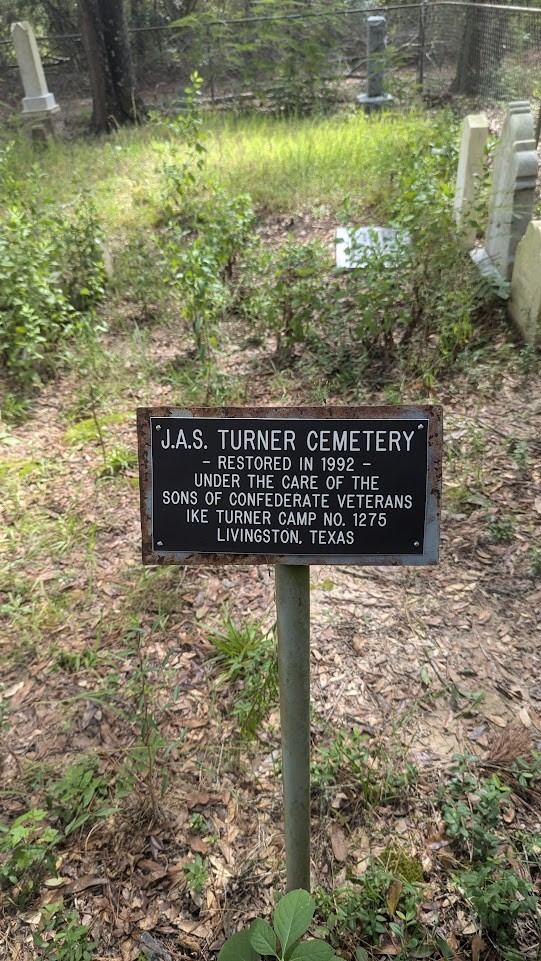 J.A.S. TURNER CEMETERY
– RESTORED IN 1992 –
UNDER THE CARE OF THE
SONS OF CONFEDERATE VETERANS
IKE TURNER CAMP NO. 1275
LIVINGSTON, TEXAS